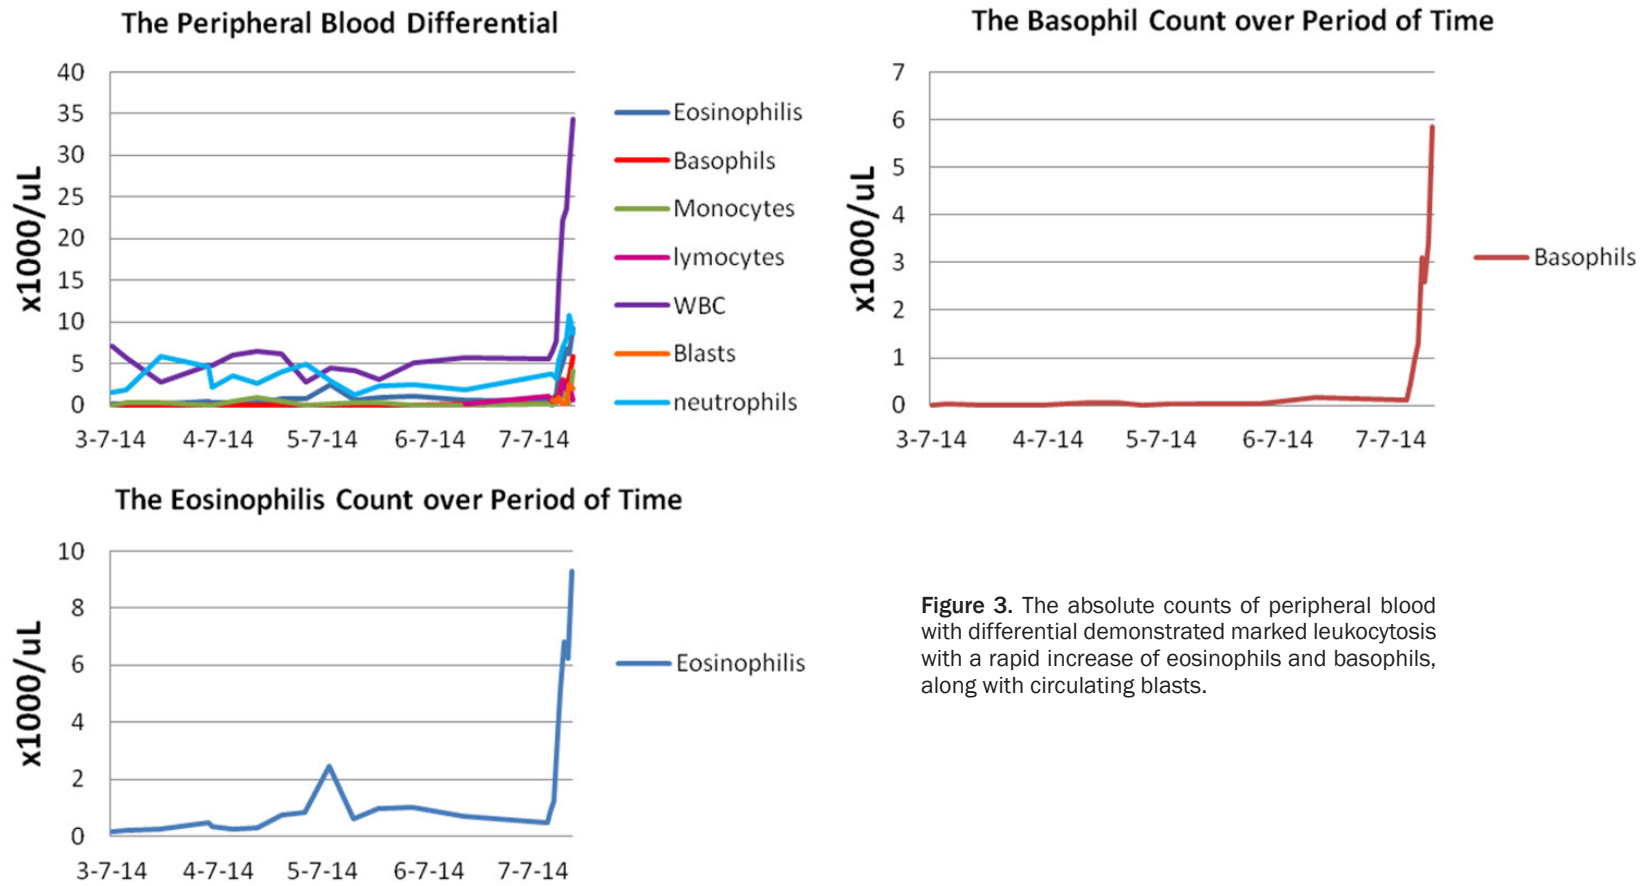 The Peripheral Blood Differential
40
35
30
25
20
15
10
5
0
x1000/uL
3-7-14 4-7-14 5-7-14 6-7-14 7-7-14
Eosinophilis
Basophils
Monocytes
lymocytes
WBC
Blasts
neutrophils
The Basophil Count over Period of Time
7
6
5
4
3
2
1
0
x1000/uL
3-7-14 4-7-14 5-7-14 6-7-14 7-7-14
Basophils
The Eosinophilis Count over Period of Time
10
8
6
4
2
0
x1000/uL
3-7-14 4-7-14 5-7-14 6-7-14 7-7-14
Eosinophilis
Figure 3. The absolute counts of peripheral blood
with differential demonstrated marked leukocytosis
with a rapid increase of eosinophils and basophils,
along with circulating blasts.